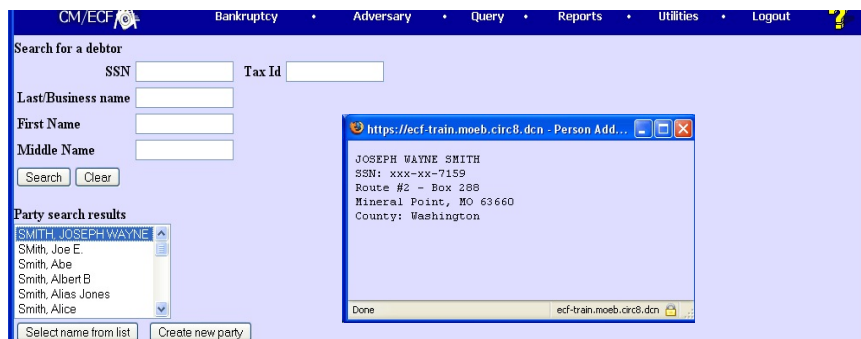 CM/ECF Bankruptcy • Adversary • Query • Reports • Utilities • Logout ?
Search for a debtor
SSN Tax Id
Last/Business name
First Name
Middle Name
Search Clear
Party search results
SMITH, JOSEPH WAYNE
SMith, Joe E.
Smith, Abe
Smith, Albert B
Smith, Alias Jones
Smith, Alice
Select name from list Create new party
https://ecf-train.moeb.circ8.dcn - Person Add...
JOSEPH WAYNE SMITH
SSN: xxx-xx-7159
Route #2 - Box 288
Mineral Point, MO 63660
County: Washington
Done ecf-train.moeb.circ8.dcn